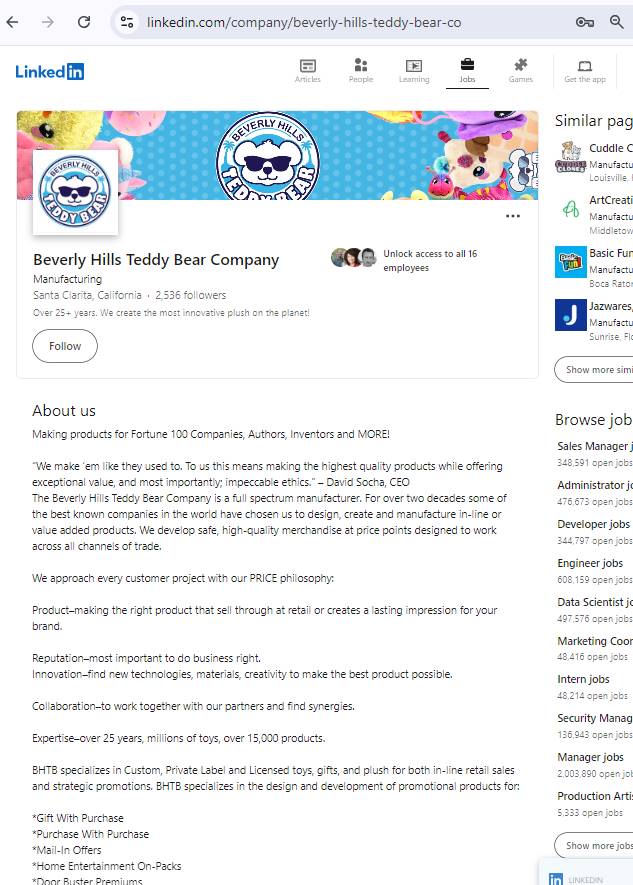 linkedin.com/company/beverly-hills-teddy-bear-co
Linked in
Articles
People
Learning
Jobs
Games
Get the app
BEVERLY HILLS
TEDDY BEAR
BEVERLY HILLS
TEDDY BEAR
Beverly Hills Teddy Bear Company
Unlock access to all 16
employees
Manufacturing
Santa Clarita, California · 2,536 followers
Over 25+ years. We create the most innovative plush on the planet!
Follow
About us
Making products for Fortune 100 Companies, Authors, Inventors and MORE!
“We make ‘em like they used to. To us this means making the highest quality products while offering
exceptional value, and most importantly; impeccable ethics.” – David Socha, CEO
The Beverly Hills Teddy Bear Company is a full spectrum manufacturer. For over two decades some of
the best known companies in the world have chosen us to design, create and manufacture in-line or
value added products. We develop safe, high-quality merchandise at price points designed to work
across all channels of trade.
We approach every customer project with our PRICE philosophy:
Product–making the right product that sell through at retail or creates a lasting impression for your
brand.
Reputation–most important to do business right.
Innovation–find new technologies, materials, creativity to make the best product possible.
Collaboration–to work together with our partners and find synergies.
Expertise–over 25 years, millions of toys, over 15,000 products.
BHTB specializes in Custom, Private Label and Licensed toys, gifts, and plush for both in-line retail sales
and strategic promotions. BHTB specializes in the design and development of promotional products for:
*Gift With Purchase
*Purchase With Purchase
*Mail-In Offers
*Home Entertainment On-Packs
*Door Buster Premiums
Similar pag
CUDDLE CLONES
Cuddle C
Manufactu
Louisville, 
ArtCreati
Manufactu
Middletow
Basic Fun
Basic Fun
Manufactu
Boca Rator
Jazwares,
Manufactu
Sunrise, Flo
Show more simi
Browse job
Sales Manager j
348,591 open jobs
Administrator jo
476,673 open jobs
Developer jobs
344,797 open jobs
Engineer jobs
608,159 open jobs
Data Scientist jo
497,576 open jobs
Marketing Coor
48,416 open jobs
Intern jobs
48,214 open jobs
Security Manag
136,943 open jobs
Manager jobs
2,003,890 open job
Production Artis
5,333 open jobs
Show more jobs
in LINKEDIN